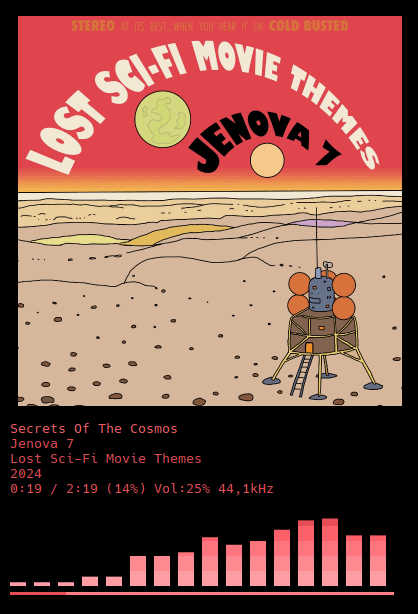 STEREO AT ITS BEST...WHEN YOU HEAR IT ON COLD BUSTED
LOST SCI-FI MOVIE THEMES
JENOVA 7
Secrets Of The Cosmos
Jenova 7
Lost Sci-Fi Movie Themes
2024
0:19 / 2:19 (14%) Vol:25% 44,1kHz